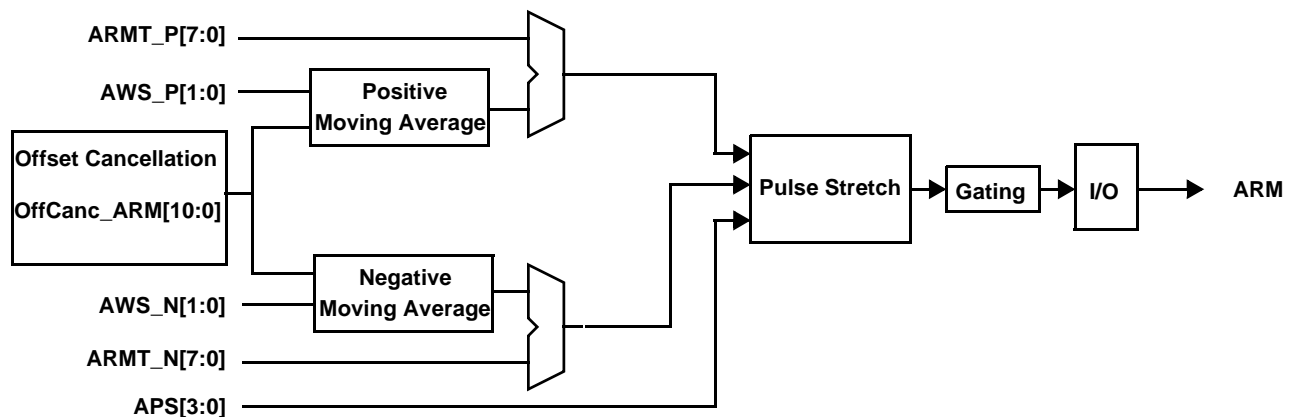 ARMT_P[7:0]
AWS_P[1:0]
Positive
Moving Average
Offset Cancellation
OffCanc_ARM[10:0]
Pulse Stretch
Gating
I/O
ARM
Negative
Moving Average
AWS_N[1:0]
ARMT_N[7:0]
APS[3:0]